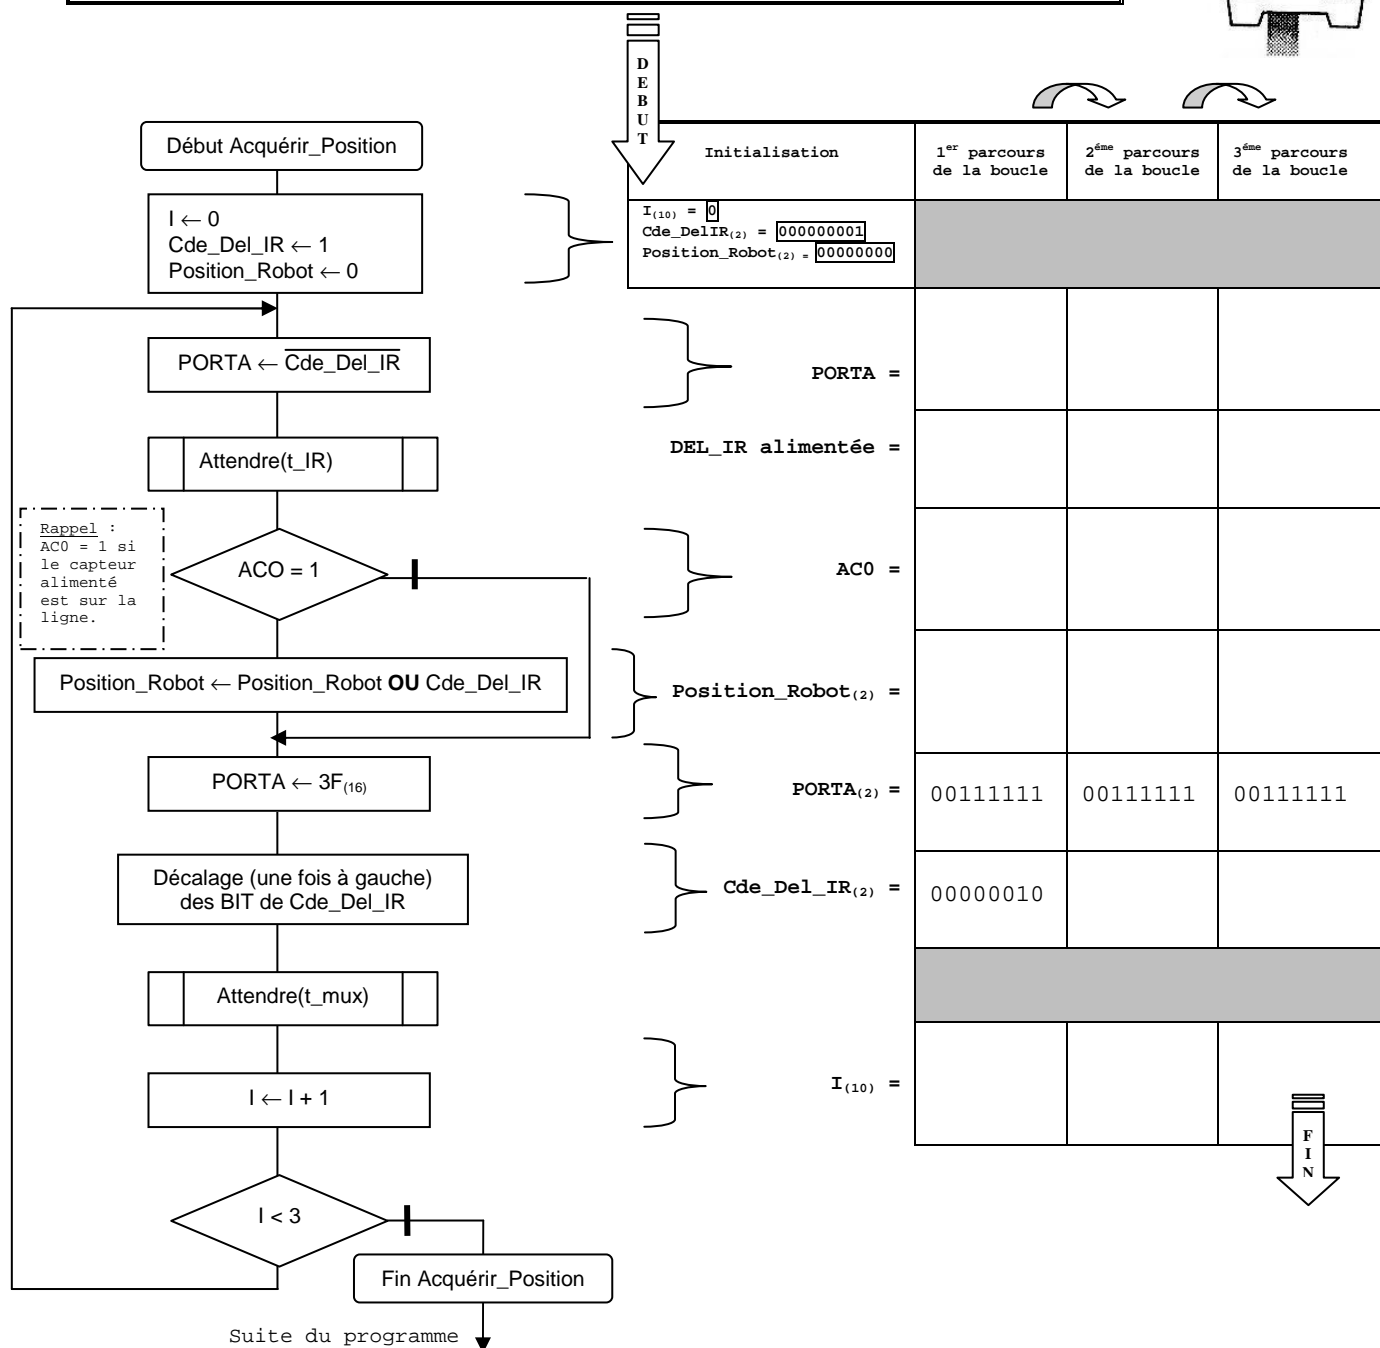 DEBUT
Début Acquérir_Position
I ← 0
Cde_Del_IR ← 1
Position_Robot ← 0
PORTA ← Cde_Del_IR
Attendre(t_IR)
Rappel :
AC0 = 1 si
le capteur
alimenté
est sur la
ligne.
ACO = 1
Position_Robot ← Position_Robot OU Cde_Del_IR
PORTA ← 3F(16)
Décalage (une fois à gauche)
des BIT de Cde_Del_IR
Attendre(t_mux)
I ← I + 1
I < 3
Fin Acquérir_Position
Suite du programme
Initialisation
1er parcours
de la boucle
2éme parcours
de la boucle
3éme parcours
de la boucle
I(10) = 0
Cde_DelIR(2) = 000000001
Position_Robot(2) = 00000000
PORTA =
DEL_IR alimentée =
AC0 =
Position_Robot(2) =
PORTA(2) = 00111111 00111111 00111111
Cde_Del_IR(2) = 00000010
I(10) =
FIN